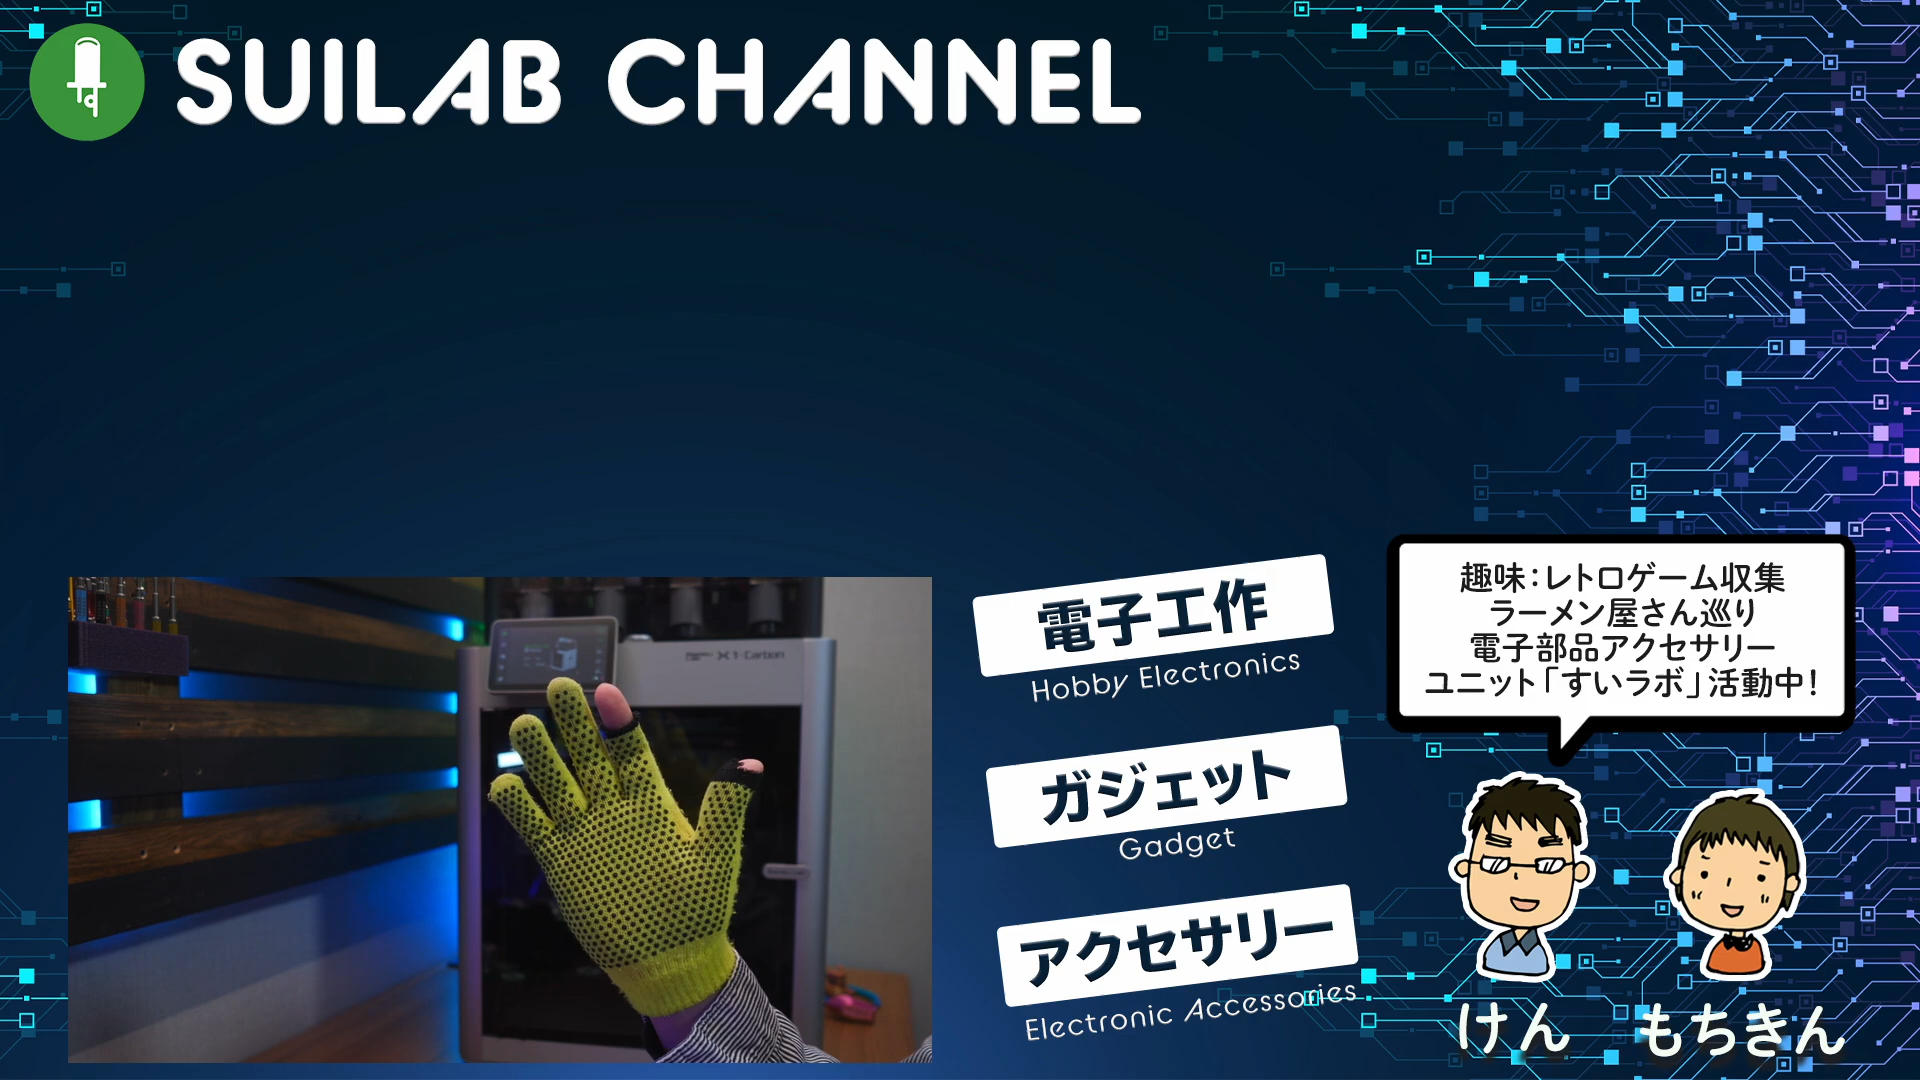 SUILAB CHANNEL
X1-Carbon
電子工作
Hobby Electronics
ガジェット
Gadget
アクセサリー
Electronic Accessories
趣味：レトロゲーム収集
ラーメン屋さん巡り
電子部品アクセサリー
ユニット「すいラボ」活動中！
けん
もちきん